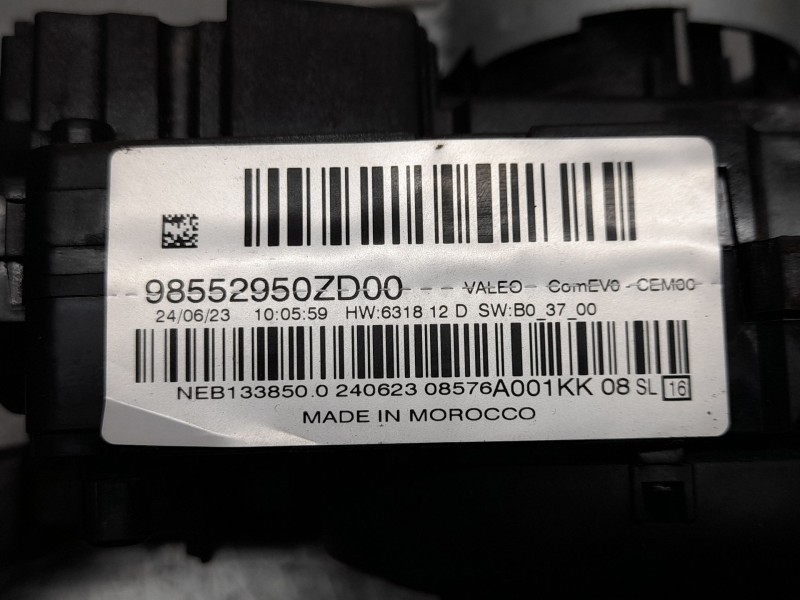 98552950ZD00 VALEO ComEV0 - CEM00
24/06/23 10:05:59 HW:6318 12 D SW:B0_37_00
NEB133850.0 240623 08576A001KK 08 SL 16
MADE IN MOROCCO